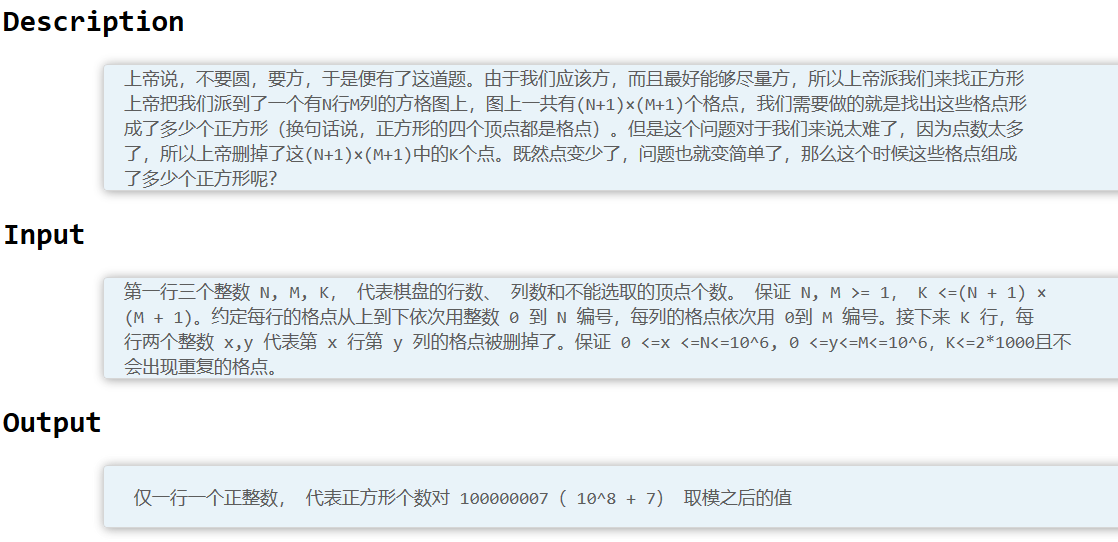 Description
上帝说，不要圆，要方，于是便有了这道题。由于我们应该方，而且最好能够尽量方，所以上帝派我们来找正方形
上帝把我们派到了一个有N行M列的方格图上，图上一共有(N+1)×(M+1)个格点，我们需要做的就是找出这些格点形
成了多少个正方形（换句话说，正方形的四个顶点都是格点）。但是这个问题对于我们来说太难了，因为点数太多
了，所以上帝删掉了这(N+1)×(M+1)中的K个点。既然点变少了，问题也就变简单了，那么这个时候这些格点组成
了多少个正方形呢？
Input
第一行三个整数 N, M, K， 代表棋盘的行数、 列数和不能选取的顶点个数。 保证 N, M >= 1， K <=(N + 1) ×
(M + 1)。约定每行的格点从上到下依次用整数 0 到 N 编号，每列的格点依次用 0到 M 编号。接下来 K 行，每
行两个整数 x,y 代表第 x 行第 y 列的格点被删掉了。保证 0 <=x <=N<=10^6, 0 <=y<=M<=10^6，K<=2*1000且不
会出现重复的格点。
Output
仅一行一个正整数， 代表正方形个数对 100000007（ 10^8 + 7） 取模之后的值